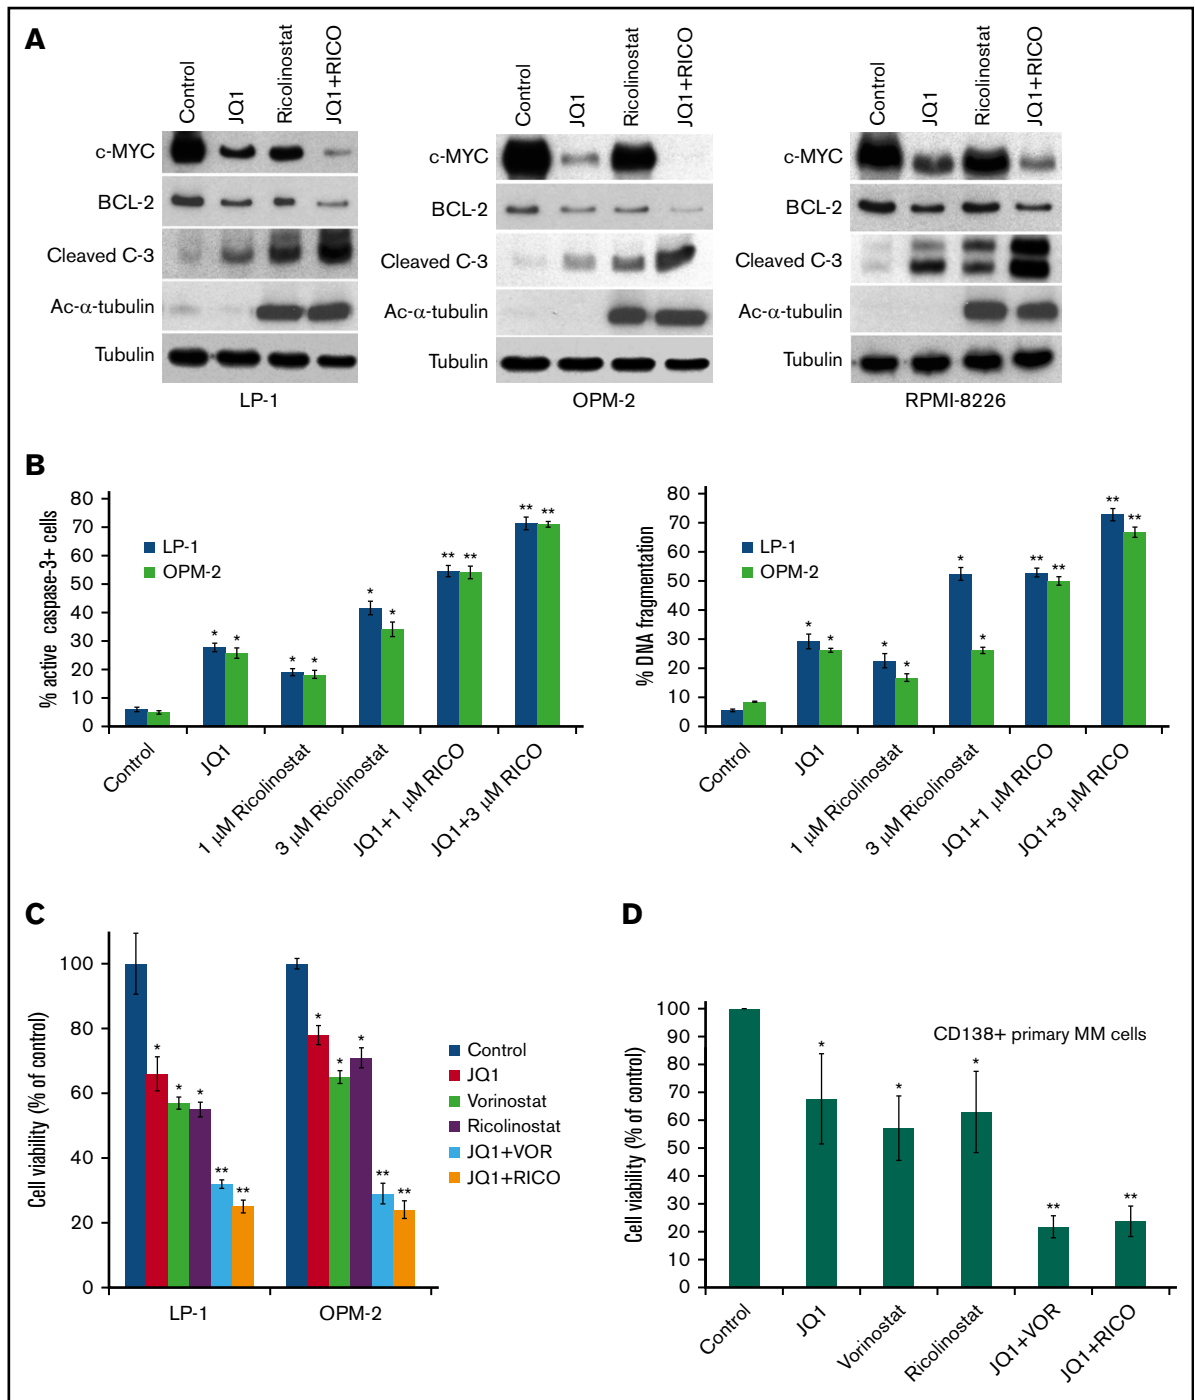 A
Control
JQ1
Ricolinostat
JQ1+RICO
c-MYC
BCL-2
Cleaved C-3
Ac-α-tubulin
Tubulin
LP-1
Control
JQ1
Ricolinostat
JQ1+RICO
c-MYC
BCL-2
Cleaved C-3
Ac-α-tubulin
Tubulin
OPM-2
Control
JQ1
Ricolinostat
JQ1+RICO
c-MYC
BCL-2
Cleaved C-3
Ac-α-tubulin
Tubulin
RPMI-8226
B
% active caspase-3+ cells
80
70
60
50
40
30
20
10
0
LP-1
OPM-2
* *
* *
* *
** **
** **
Control
JQ1
1 μM Ricolinostat
3 μM Ricolinostat
JQ1+1 μM RICO
JQ1+3 μM RICO
% DNA fragmentation
80
70
60
50
40
30
20
10
0
LP-1
OPM-2
* *
* *
* *
** **
** **
Control
JQ1
1 μM Ricolinostat
3 μM Ricolinostat
JQ1+1 μM RICO
JQ1+3 μM RICO
C
Cell viability (% of control)
100
80
60
40
20
0
* * * ** **
* * * ** **
LP-1
OPM-2
Control
JQ1
Vorinostat
Ricolinostat
JQ1+VOR
JQ1+RICO
D
Cell viability (% of control)
100
90
80
70
60
50
40
30
20
10
0
CD138+ primary MM cells
* * * ** **
Control
JQ1
Vorinostat
Ricolinostat
JQ1+VOR
JQ1+RICO